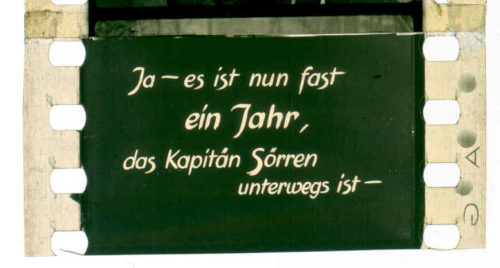 Ja – es ist nun fast
ein Jahr,
das Kapitän Sörren
unterwegs ist –